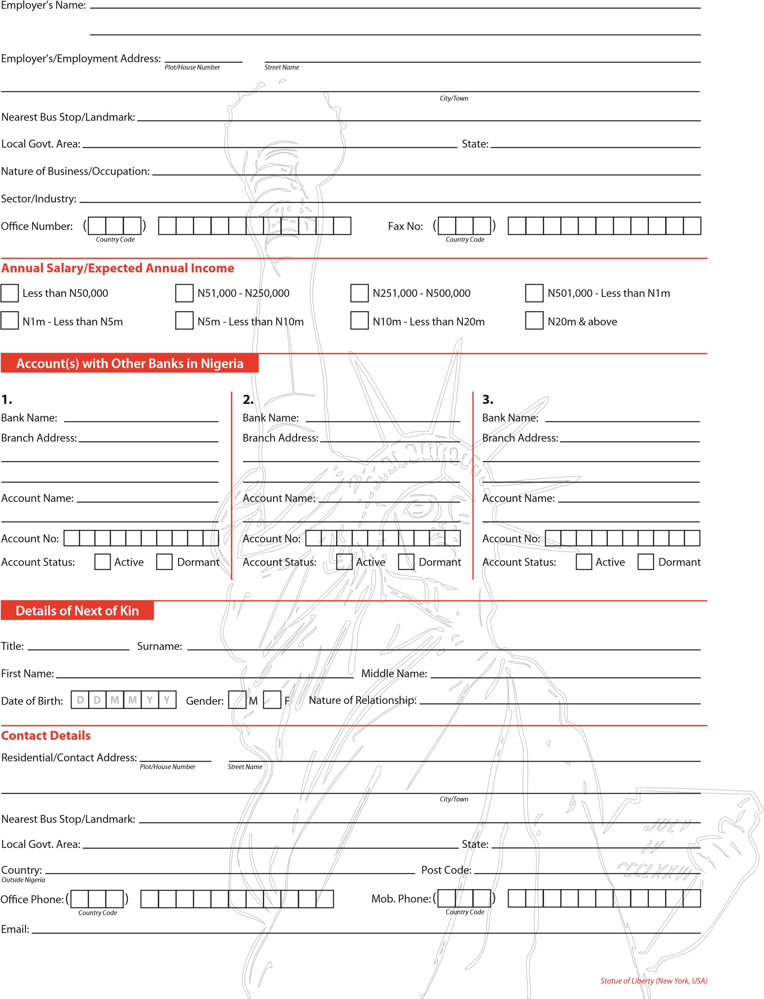 Employer’s Name:
Employer’s/Employment Address:
Plot/House Number Street Name
City/Town
Nearest Bus Stop/Landmark:
Local Govt. Area: State:
Nature of Business/Occupation:
Sector/Industry:
Office Number: ( ) Fax No: ( )
Country Code Country Code
Annual Salary/Expected Annual Income
Less than N50,000 N51,000 - N250,000 N251,000 - N500,000 N501,000 - Less than N1m
N1m - Less than N5m N5m - Less than N10m N10m - Less than N20m N20m & above
Account(s) with Other Banks in Nigeria
1. 2. 3.
Bank Name: Bank Name: Bank Name:
Branch Address: Branch Address: Branch Address:
Account Name: Account Name: Account Name:
Account No: Account No: Account No:
Account Status: Active Dormant Account Status: Active Dormant Account Status: Active Dormant
Details of Next of Kin
Title: Surname:
First Name: Middle Name:
Date of Birth: D D M M Y Y Gender: M F Nature of Relationship:
Contact Details
Residential/Contact Address:
Plot/House Number Street Name
City/Town
Nearest Bus Stop/Landmark:
JULY
Local Govt. Area: State:
IV
Country: Post Code:
Outside Nigeria
Office Phone: ( ) Mob. Phone: ( )
Country Code Country Code
Email:
Statue of Liberty (New York, USA)